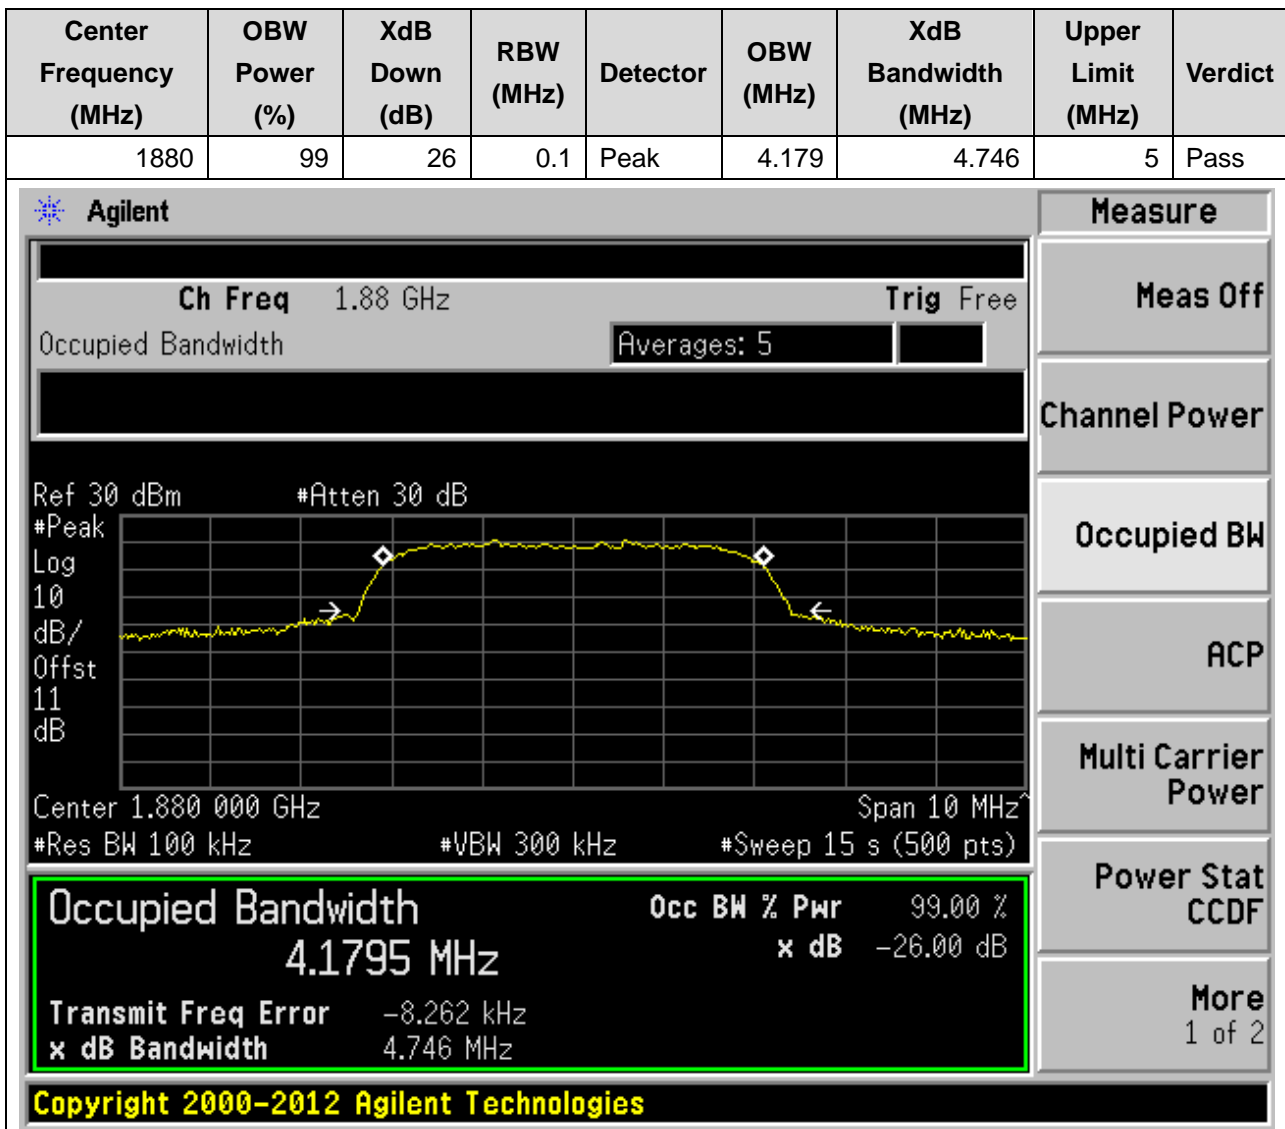 Center Frequency (MHz) OBW Power (%) XdB Down (dB) RBW (MHz) Detector OBW (MHz) XdB Bandwidth (MHz) Upper Limit (MHz) Verdict
1880 99 26 0.1 Peak 4.179 4.746 5 Pass
Agilent
Ch Freq 1.88 GHz Trig Free
Occupied Bandwidth Averages: 5
Ref 30 dBm #Atten 30 dB
#Peak
Log
10
dB/
Offst
11
dB
Center 1.880 000 GHz Span 10 MHz^
#Res BW 100 kHz #VBW 300 kHz #Sweep 15 s (500 pts)
Occupied Bandwidth Occ BW % Pwr 99.00 %
4.1795 MHz x dB -26.00 dB
Transmit Freq Error -8.262 kHz
x dB Bandwidth 4.746 MHz
Copyright 2000-2012 Agilent Technologies
Measure
Meas Off
Channel Power
Occupied BW
ACP
Multi Carrier
Power
Power Stat
CCDF
More
1 of 2